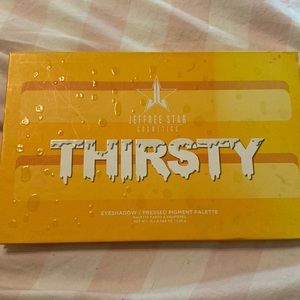 JEFFREE STAR
COSMETICS
THIRSTY
EYESHADOW / PRESSED PIGMENT PALETTE